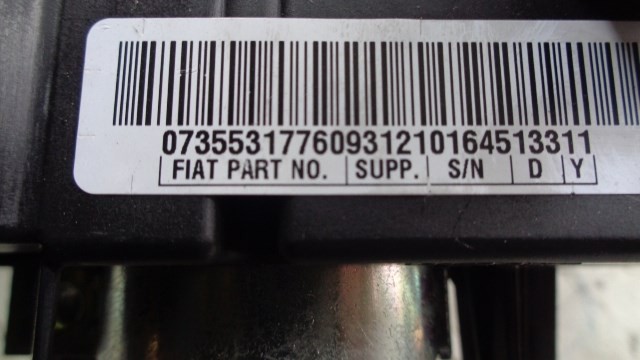 07355317760931210164513311
FIAT PART NO. SUPP. S/N D Y